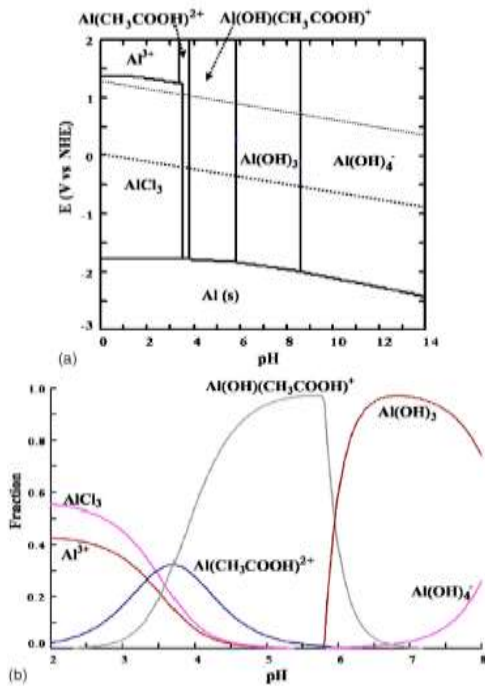 Al(CH₃COOH)²⁺ Al(OH)(CH₃COOH)⁺
2
Al³⁺
1
0
AlCl₃
Al(OH)₃
Al(OH)₄⁻
-1
-2
Al (s)
-3
E (V vs NHE)
0 2 4 6 8 10 12 14
pH
(a)
Al(OH)(CH₃COOH)⁺
1.0
Al(OH)₃
0.8
AlCl₃
0.6
Al³⁺
0.4
Al(CH₃COOH)²⁺
0.2
Al(OH)₄⁻
0.0
Fraction
2 3 4 5 6 7 8
pH
(b)